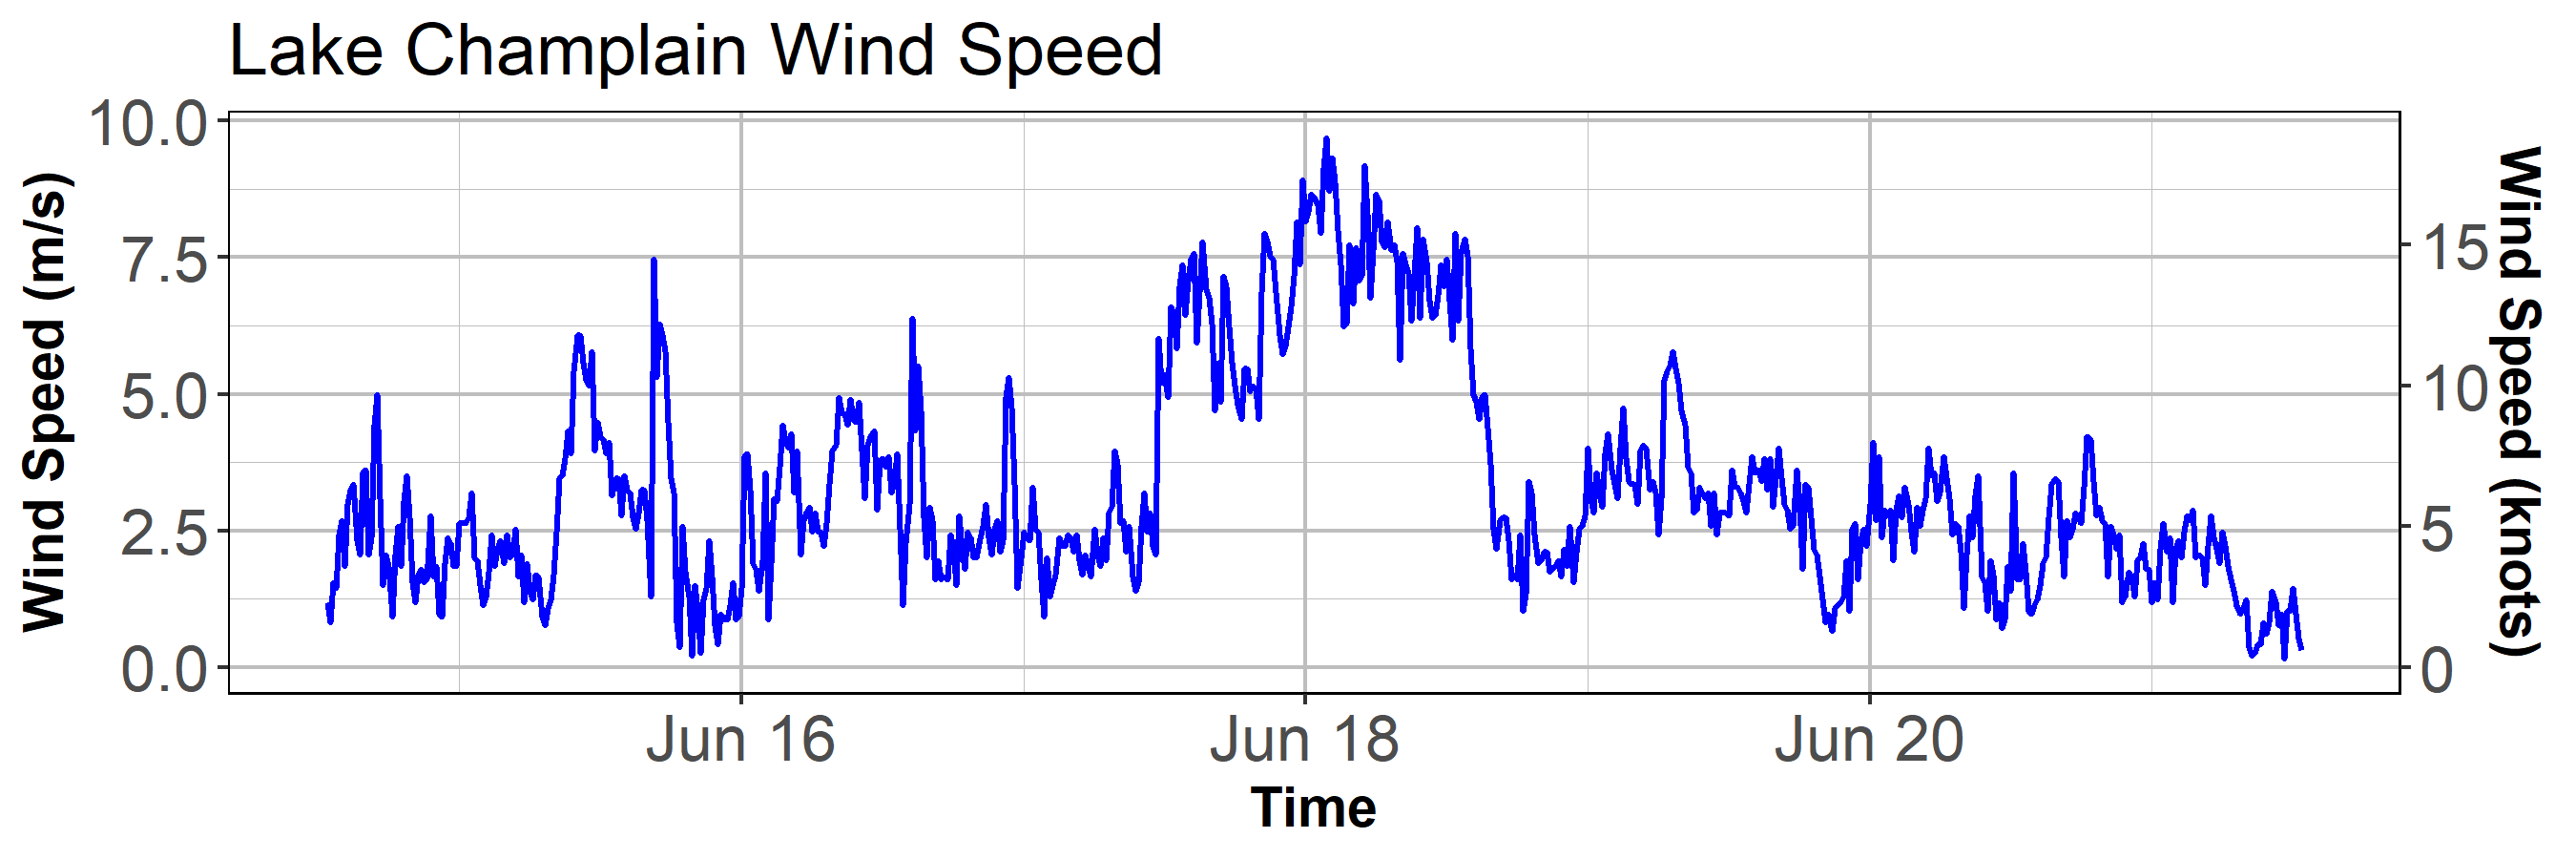 Lake Champlain Wind Speed
Wind Speed (m/s)
10.0
7.5
5.0
2.5
0.0
Wind Speed (knots)
15
10
5
0
Jun 16
Jun 18
Jun 20
Time